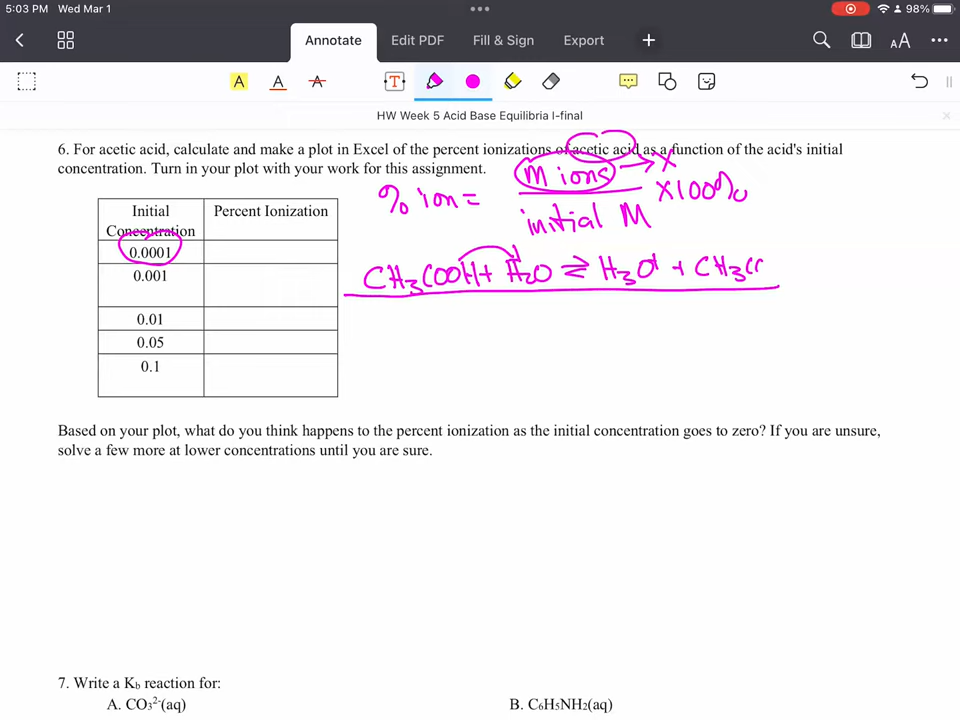 5:03 PM Wed Mar 1 98%
Annotate Edit PDF Fill & Sign Export + AA
A A A T
HW Week 5 Acid Base Equilibria I-final
6. For acetic acid, calculate and make a plot in Excel of the percent ionizations of acetic acid as a function of the acid's initial
concentration. Turn in your plot with your work for this assignment.
% ion = M ions → x
initial M x100%
Initial Concentration Percent Ionization
0.0001
0.001
0.01
0.05
0.1
CH₃COOH + H₂O ⇌ H₃O⁺ + CH₃CO
Based on your plot, what do you think happens to the percent ionization as the initial concentration goes to zero? If you are unsure,
solve a few more at lower concentrations until you are sure.
7. Write a K_b reaction for:
A. CO₃²⁻(aq) B. C₆H₅NH₂(aq)